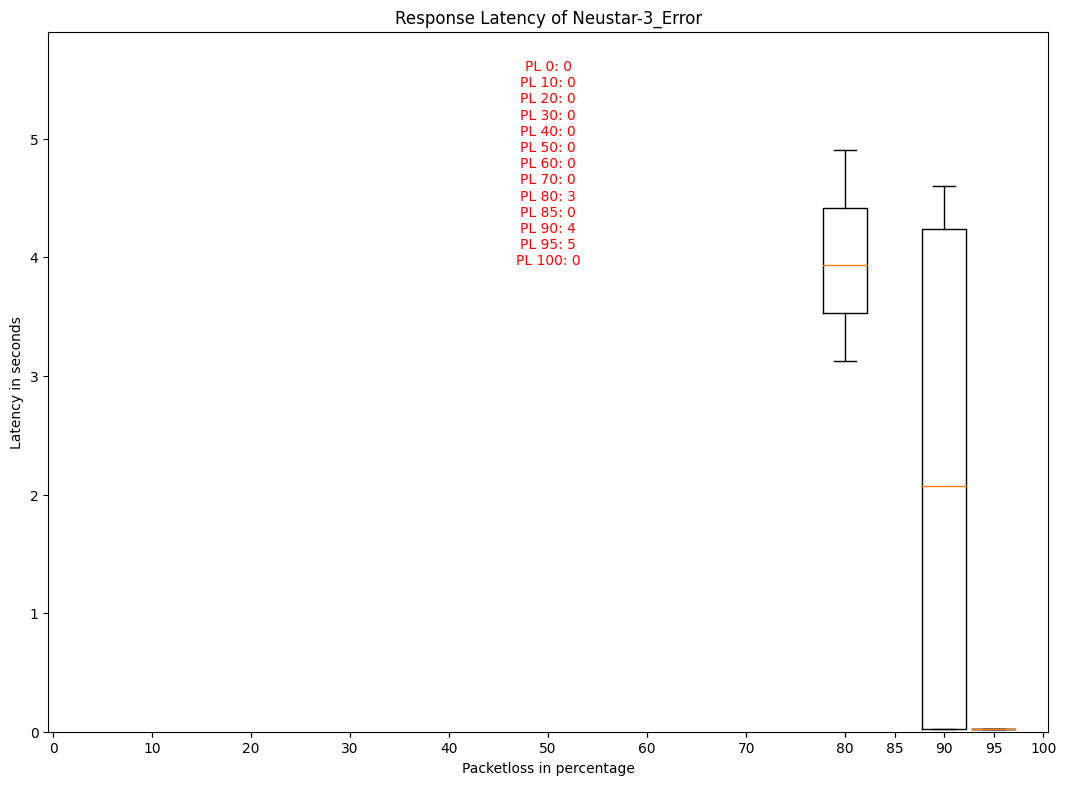 Response Latency of Neustar-3_Error
PL 0: 0
PL 10: 0
PL 20: 0
PL 30: 0
PL 40: 0
PL 50: 0
PL 60: 0
PL 70: 0
PL 80: 3
PL 85: 0
PL 90: 4
PL 95: 5
PL 100: 0
Latency in seconds
5
4
3
2
1
0
0 10 20 30 40 50 60 70 80 85 90 95 100
Packetloss in percentage